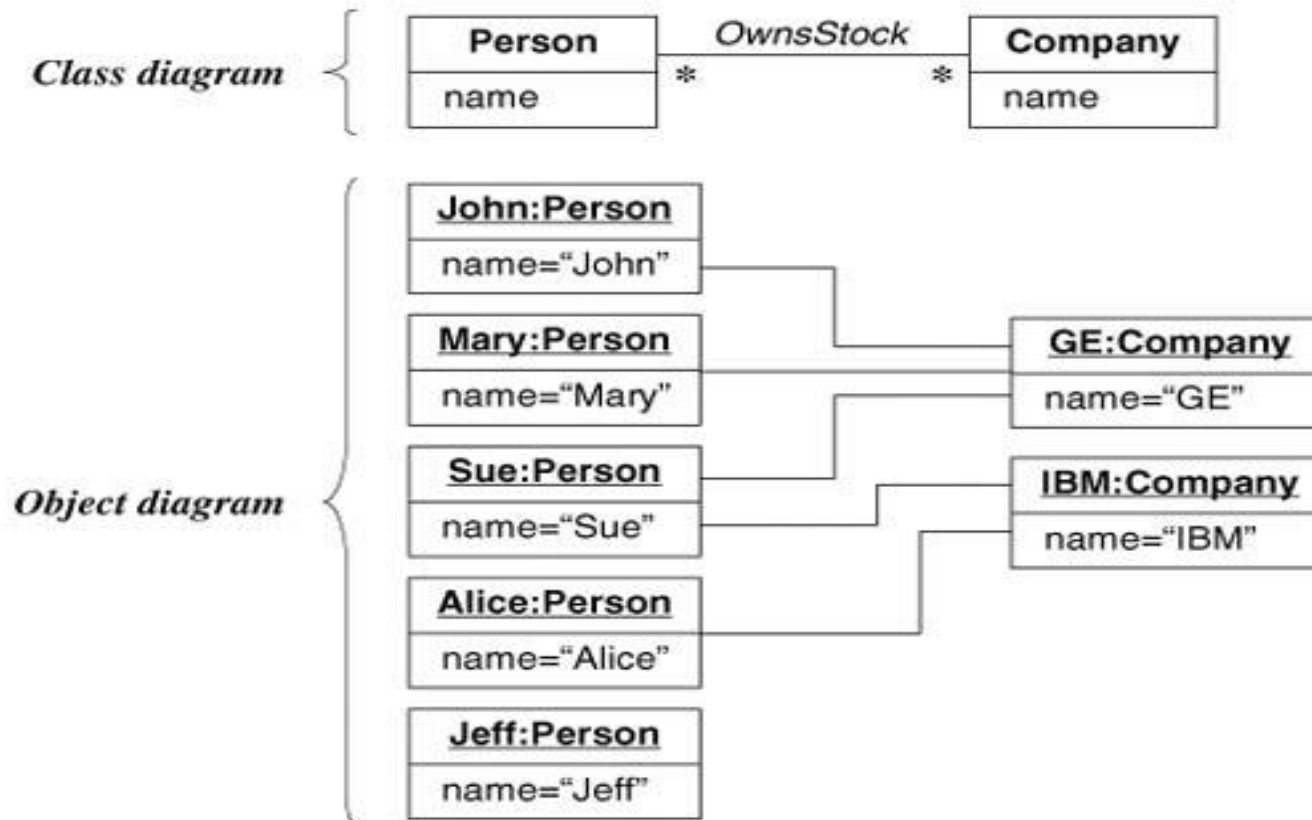 Class diagram
Person
name
OwnsStock
*
*
Company
name
Object diagram
John:Person
name=“John”
Mary:Person
name=“Mary”
Sue:Person
name=“Sue”
Alice:Person
name=“Alice”
Jeff:Person
name=“Jeff”
GE:Company
name=“GE”
IBM:Company
name=“IBM”